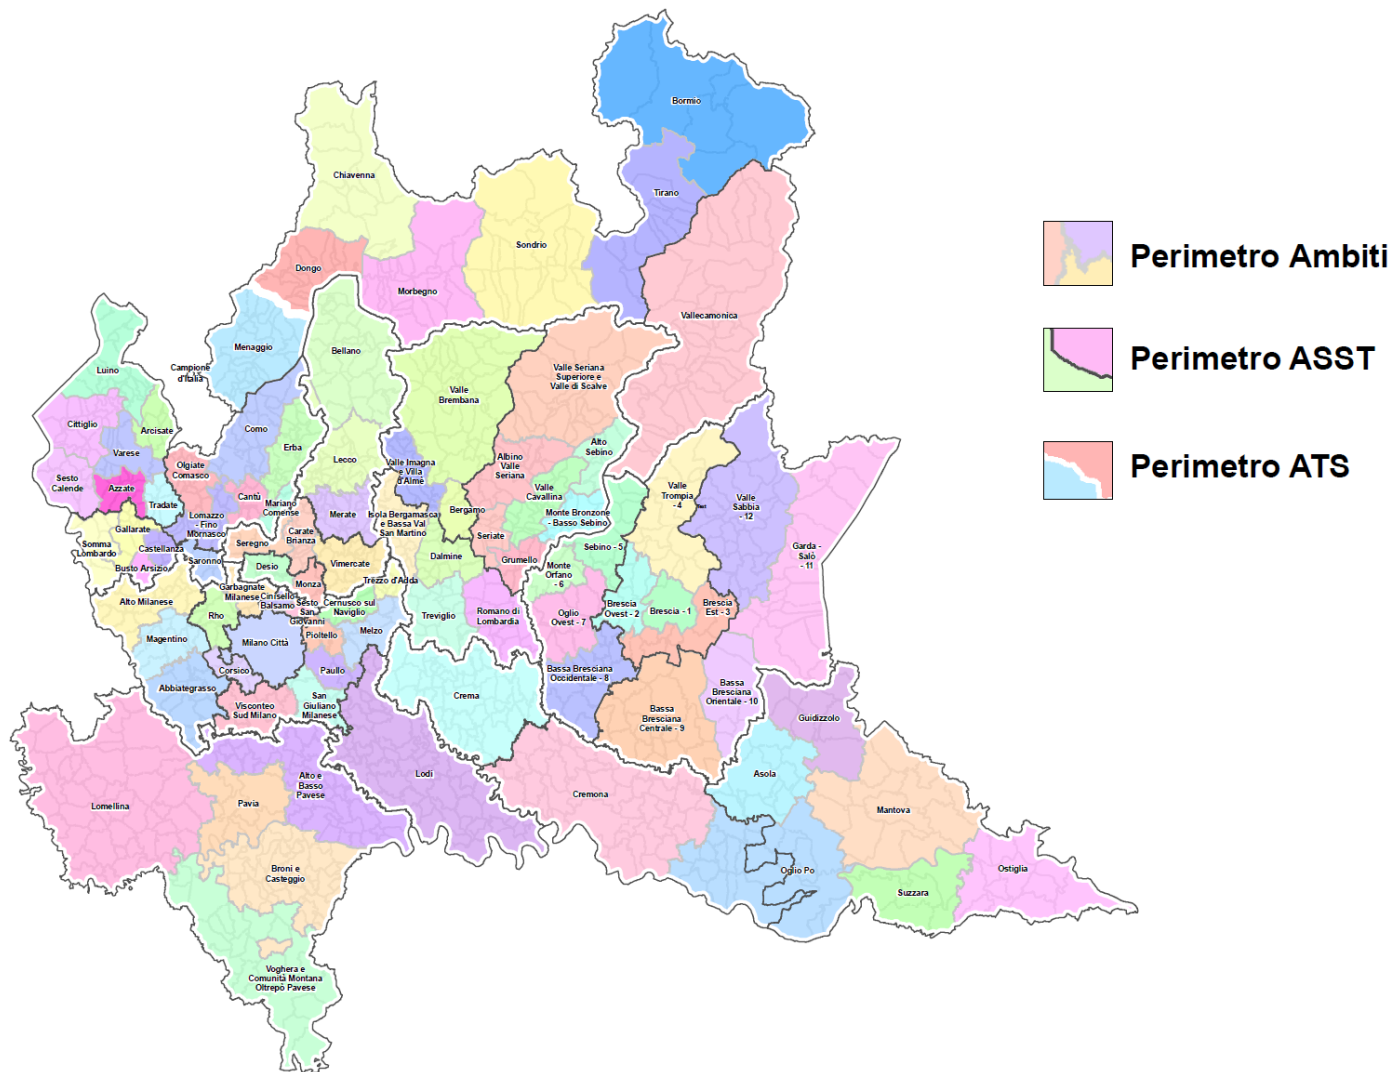 Bormio
Chiavenna
Tirano
Sondrio
Perimetro Ambiti
Dongo
Morbegno
Vallecamonica
Menaggio
Bellano
Perimetro ASST
Campione
d'Italia
Luino
Valle Seriana
Superiore e
Valle di Scalve
Valle
Brembana
Cittiglio
Arcisate
Como
Erba
Alto
Sebino
Varese
Lecco
Olgiate
Comasco
Valle Imagna
e Villa
d'Almè
Albino
Valle
Seriana
Perimetro ATS
Sesto
Calende
Azzate
Tradate
Cantù
Mariano
Comense
Merate
Valle
Cavallina
Valle
Trompia
- 4
Valle
Sabbia
- 12
Lomazzo
- Fino
Mornasco
Isola Bergamasca
e Bassa Val
San Martino
Bergamo
Monte Bronzone
- Basso Sebino
Gallarate
Somma
Lombardo
Castellanza
Busto Arsizio
Saronno
Seregno
Carate
Brianza
Seriate
Sebino - 5
Garda -
Salò
- 11
Desio
Vimercate
Dalmine
Grumello
Monte
Orfano
- 6
Monza
Trezzo d'Adda
Garbagnate
Milanese
Cinisello
Balsamo
Sesto
San
Giovanni
Cernusco sul
Naviglio
Alto Milanese
Rho
Treviglio
Romano di
Lombardia
Oglio
Ovest - 7
Brescia
Ovest - 2
Brescia - 1
Brescia
Est - 3
Magentino
Milano Città
Pioltello
Melzo
Corsico
Paullo
Bassa Bresciana
Occidentale - 8
Abbiategrasso
Visconteo
Sud Milano
San
Giuliano
Milanese
Crema
Bassa
Bresciana
Orientale - 10
Bassa
Bresciana
Centrale - 9
Guidizzolo
Lodi
Alto e
Basso
Pavese
Asola
Cremona
Lomellina
Pavia
Mantova
Broni e
Casteggio
Oglio Po
Ostiglia
Suzzara
Voghera e
Comunità Montana
Oltrepò Pavese